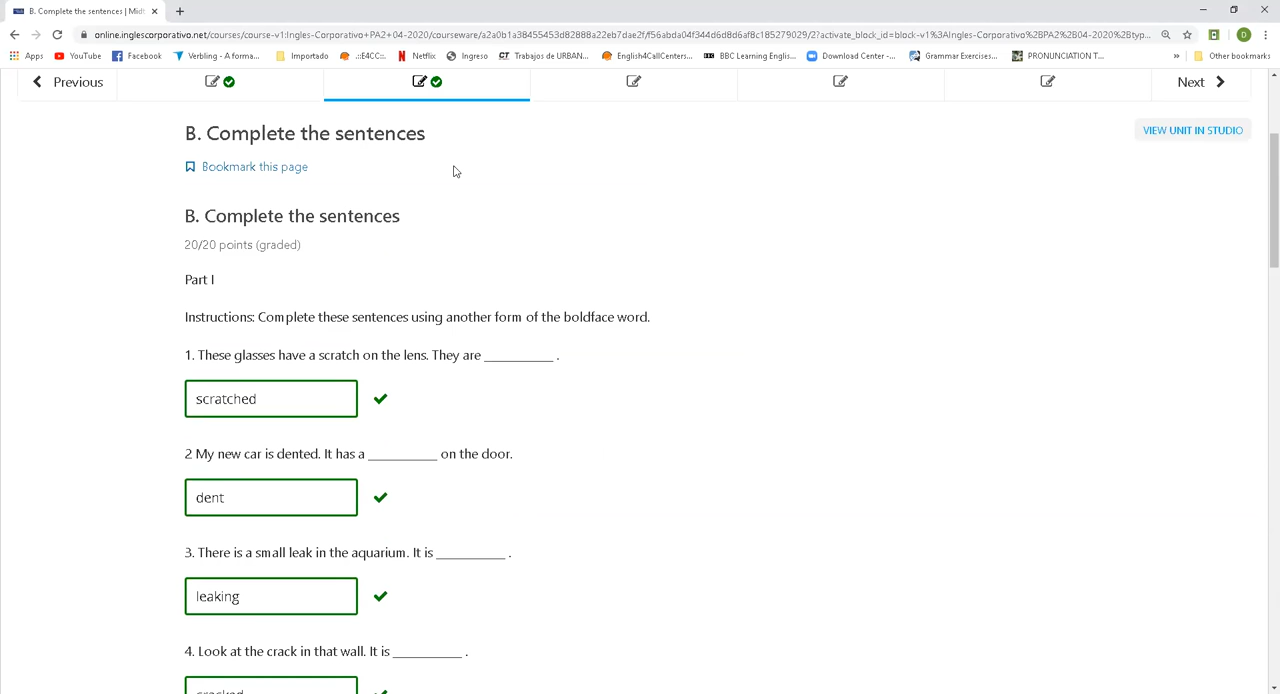 B. Complete the sentences | Midt
online.inglescorporativo.net/courses/course-v1:Ingles-Corporativo+PA2+04-2020/courseware/a2a0b1a38455453d82888a22eb7dae2f/f56abda04f344d6d8d6af8c185279029/2?activate_block_id=block-v1%3AIngles-Corporativo%2BPA2%2B04-2020%2Btyp...
Apps YouTube Facebook Verbling - A forma... Importado .::E4CC::. Netflix Ingreso CT Trabajos de URBAN... English4CallCenters... BBC Learning Englis... Download Center -... Grammar Exercises... PRONUNCIATION T... » Other bookmarks
Previous Next
B. Complete the sentences
VIEW UNIT IN STUDIO
Bookmark this page
B. Complete the sentences
20/20 points (graded)
Part I
Instructions: Complete these sentences using another form of the boldface word.
1. These glasses have a scratch on the lens. They are __________ .
scratched
2 My new car is dented. It has a __________ on the door.
dent
3. There is a small leak in the aquarium. It is __________ .
leaking
4. Look at the crack in that wall. It is __________ .
cracked